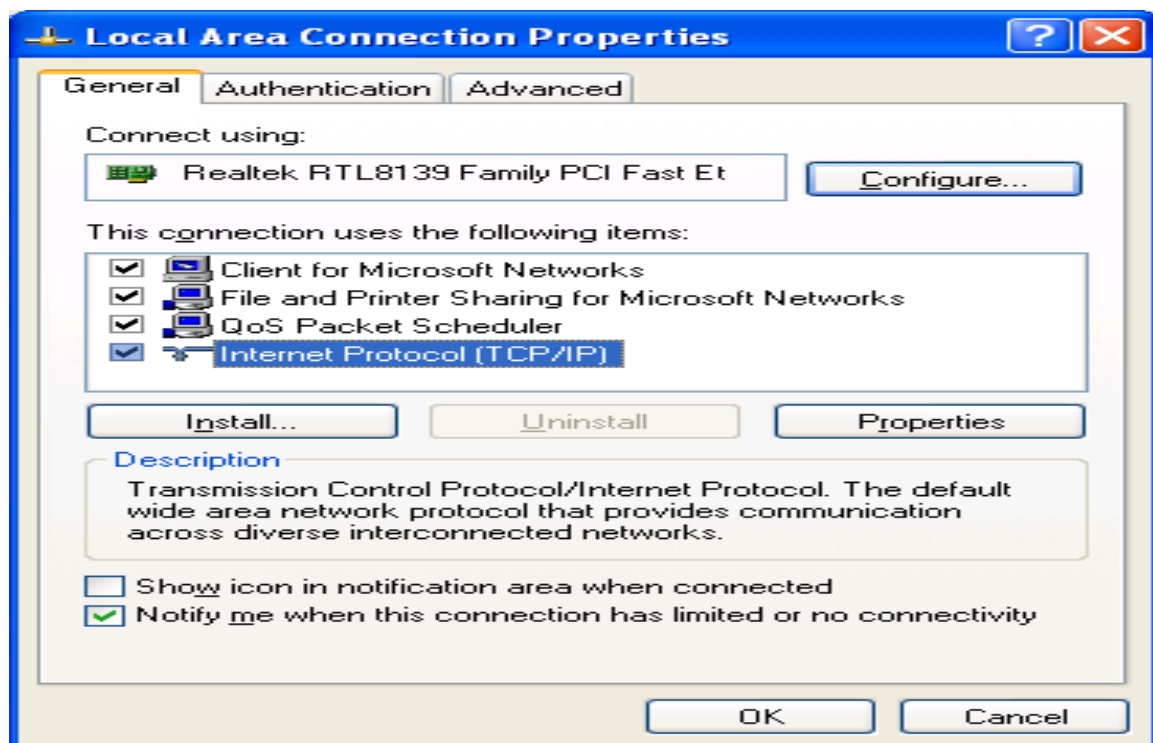 Local Area Connection Properties
?
General
Authentication
Advanced
Connect using:
Realtek RTL8139 Family PCI Fast Et
Configure...
This connection uses the following items:
Client for Microsoft Networks
File and Printer Sharing for Microsoft Networks
QoS Packet Scheduler
Internet Protocol (TCP/IP)
Install...
Uninstall
Properties
Description
Transmission Control Protocol/Internet Protocol. The default
wide area network protocol that provides communication
across diverse interconnected networks.
Show icon in notification area when connected
Notify me when this connection has limited or no connectivity
OK
Cancel